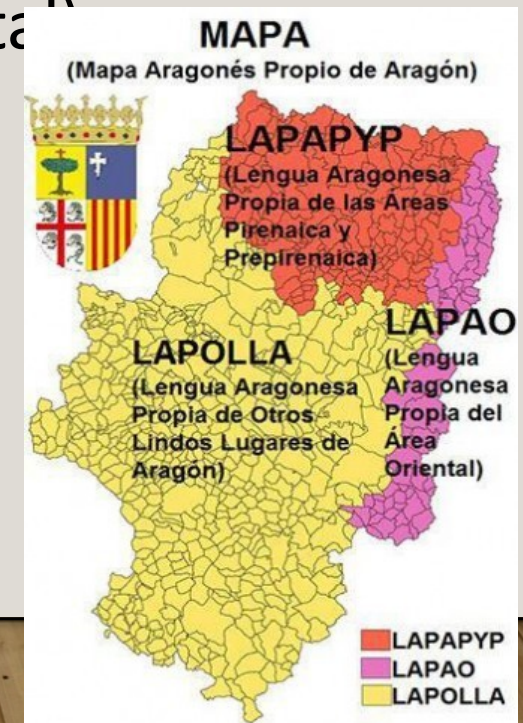 MAPA
(Mapa Aragonés Propio de Aragón)
LAPAPYP
(Lengua Aragonesa
Propia de las Áreas
Pirenaica y
Prepirenaica)
LAPAO
(Lengua
Aragonesa
Propia del
Área
Oriental)
LAPOLLA
(Lengua Aragonesa
Propia de Otros
Lindos Lugares de
Aragón)
LAPAPYP
LAPAO
LAPOLLA